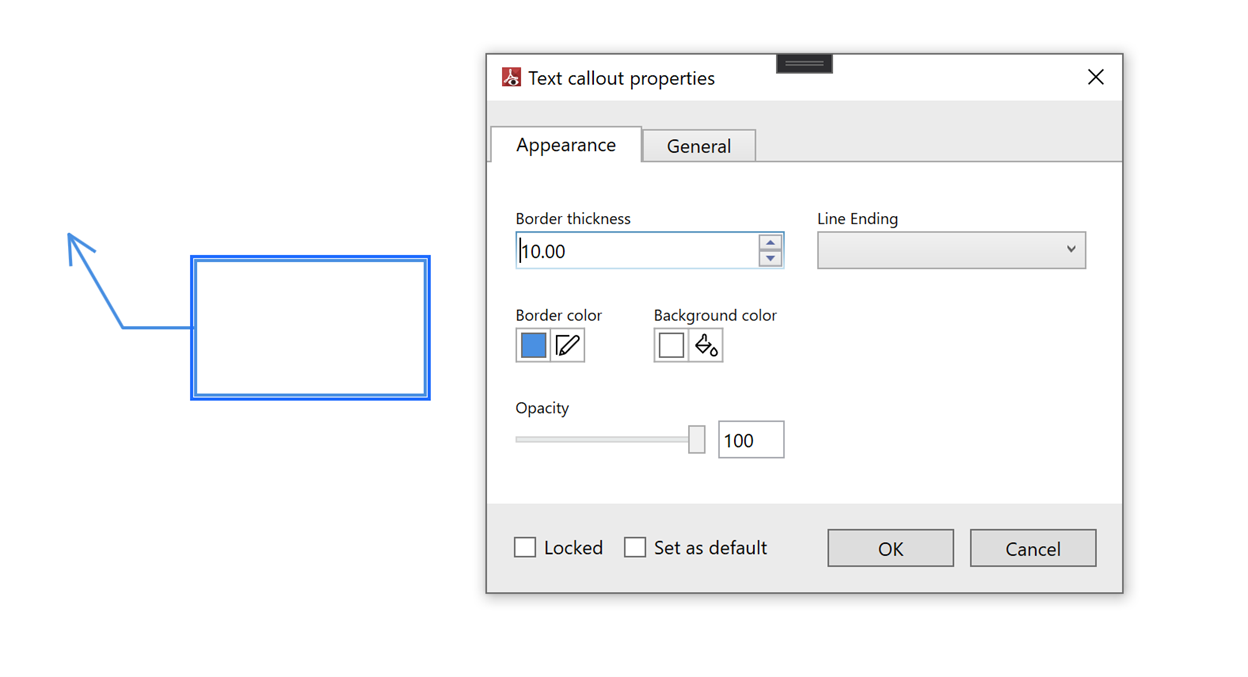 Text callout properties
Appearance
General
Border thickness
Line Ending
10.00
Border color
Background color
Opacity
100
Locked
Set as default
OK
Cancel